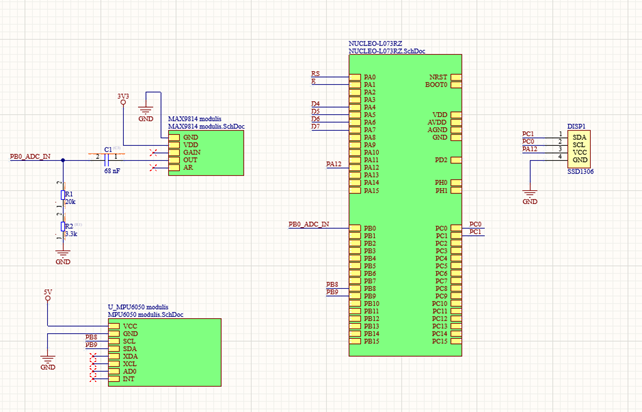 NUCLEO-L073RZ
NUCLEO-L073RZ.SchDoc
MAX9814 modulis
MAX9814 modulis.SchDoc
3V3
GND
GND
VDD
GAIN
OUT
AR
PB0_ADC_IN
C1
2
1
68 nF
R1
20k
R2
3.3k
GND
5V
U_MPU6050 modulis
MPU6050 modulis.SchDoc
VCC
GND
SCL
SDA
XDA
XCL
AD0
INT
PB8
PB9
GND
RS
E
D4
D5
D6
D7
PA12
PB0_ADC_IN
PB8
PB9
PA0
PA1
PA2
PA3
PA4
PA5
PA6
PA7
PA8
PA9
PA10
PA11
PA12
PA13
PA14
PA15
PB0
PB1
PB2
PB3
PB4
PB5
PB6
PB7
PB8
PB9
PB10
PB11
PB12
PB13
PB14
PB15
NRST
BOOT0
VDD
AVDD
AGND
GND
PD2
PH0
PH1
PC0
PC1
PC2
PC3
PC4
PC5
PC6
PC7
PC8
PC9
PC10
PC11
PC12
PC13
PC14
PC15
PC0
PC1
DISP1
PC1
PC0
PA12
1
2
3
4
SDA
SCL
VCC
GND
SSD1306
GND